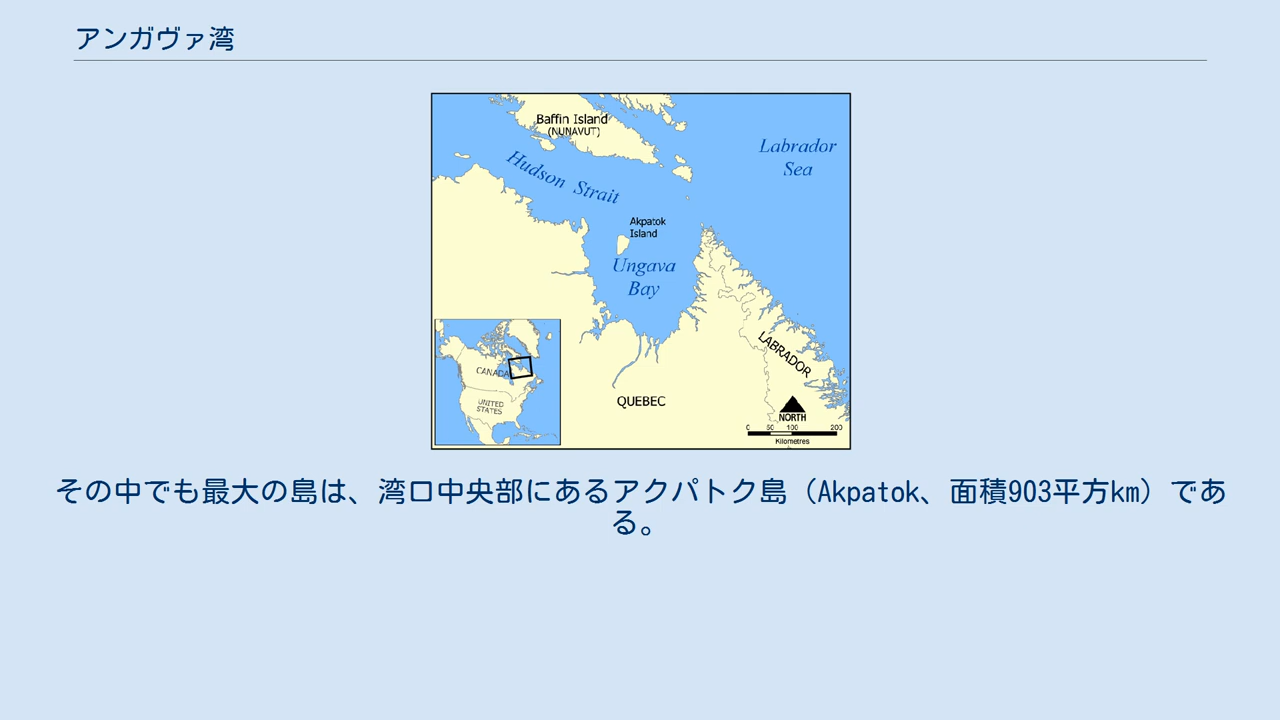 アンガヴァ湾
Baffin Island
(NUNAVUT)
Labrador
Sea
Hudson Strait
Akpatok
Island
Ungava
Bay
LABRADOR
CANADA
UNITED
STATES
QUEBEC
NORTH
0 50 100 200
Kilometres
その中でも最大の島は、湾口中央部にあるアクパトク島（Akpatok、面積903平方km）であ
る。